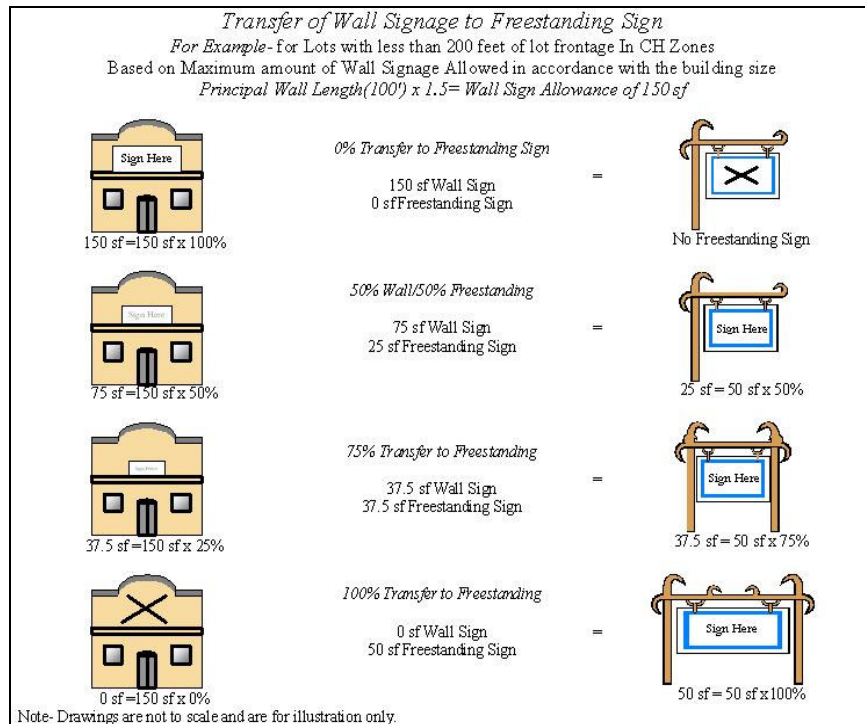 Transfer of Wall Signage to Freestanding Sign
For Example- for Lots with less than 200 feet of lot frontage In CH Zones
Based on Maximum amount of Wall Signage Allowed in accordance with the building size
Principal Wall Length(100') x 1.5= Wall Sign Allowance of 150 sf
Sign Here
0% Transfer to Freestanding Sign
150 sf Wall Sign
0 sf Freestanding Sign
=
150 sf =150 sf x 100%
No Freestanding Sign
Sign Here
50% Wall/50% Freestanding
75 sf Wall Sign
25 sf Freestanding Sign
=
Sign Here
75 sf =150 sf x 50%
25 sf = 50 sf x 50%
Sign Here
75% Transfer to Freestanding
37.5 sf Wall Sign
37.5 sf Freestanding Sign
=
Sign Here
37.5 sf =150 sf x 25%
37.5 sf = 50 sf x 75%
100% Transfer to Freestanding
0 sf Wall Sign
50 sf Freestanding Sign
=
Sign Here
0 sf =150 sf x 0%
50 sf = 50 sf x100%
Note- Drawings are not to scale and are for illustration only.